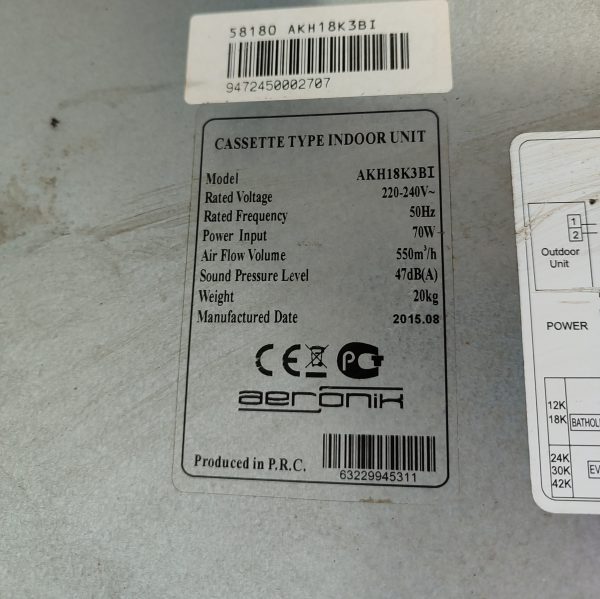 58180 AKH18K3BI
9472450002707
CASSETTE TYPE INDOOR UNIT
Model AKH18K3BI
Rated Voltage 220-240V~
Rated Frequency 50Hz
Power Input 70W
Air Flow Volume 550m³/h
Sound Pressure Level 47dB(A)
Weight 20kg
Manufactured Date 2015.08
CE PCT
aeronik
Produced in P.R.C.
63229945311
1
2
Outdoor
Unit
POWER
12K
18K
24K
30K
42K